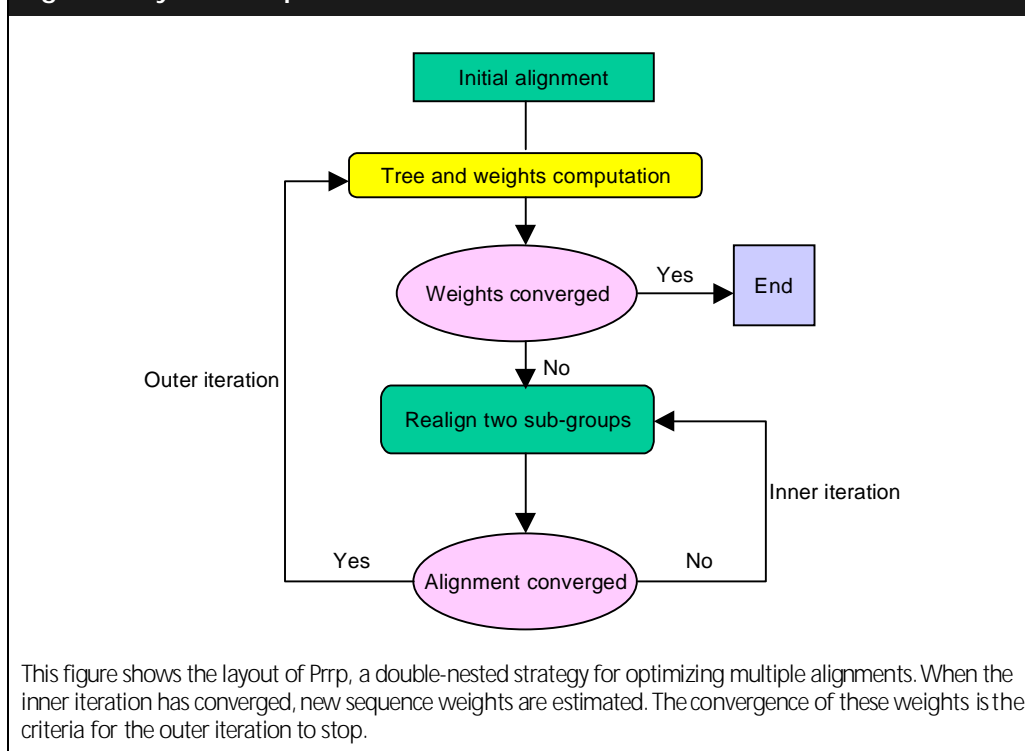 Initial alignment
Tree and weights computation
Weights converged
Yes
End
No
Outer iteration
Realign two sub-groups
Inner iteration
Yes
Alignment converged
No
This figure shows the layout of Prrp, a double-nested strategy for optimizing multiple alignments. When the
inner iteration has converged, new sequence weights are estimated. The convergence of these weights is the
criteria for the outer iteration to stop.